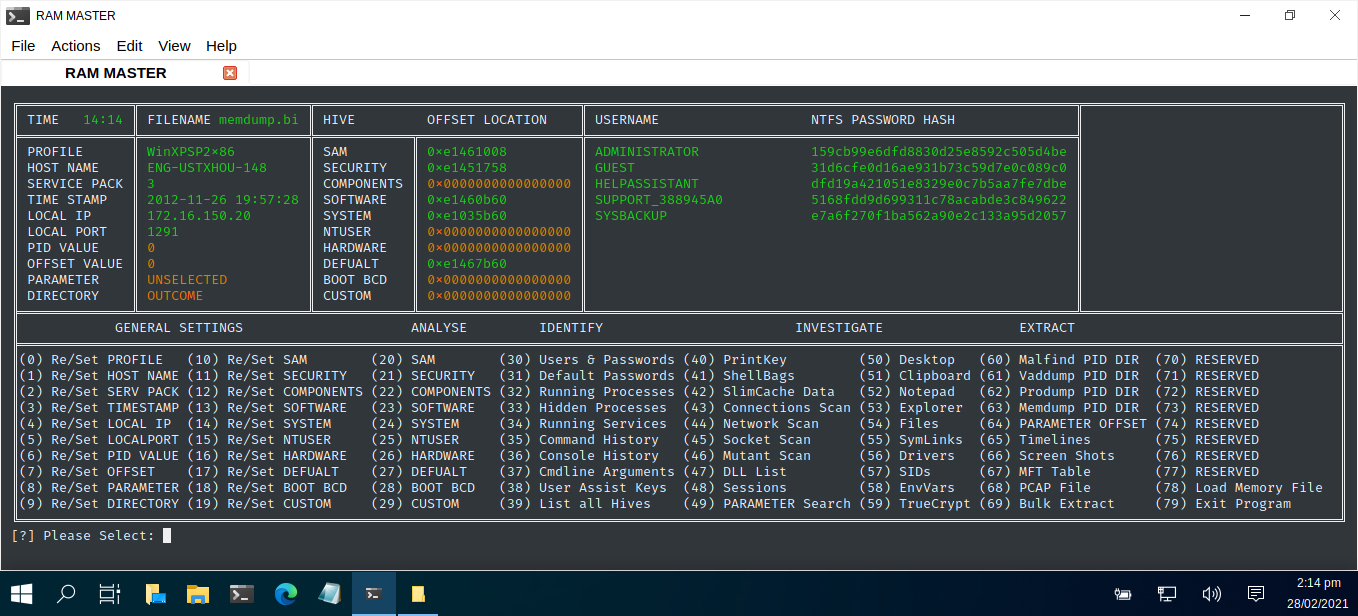 RAM MASTER
File Actions Edit View Help
RAM MASTER
TIME 14:14 FILENAME memdump.bi HIVE OFFSET LOCATION USERNAME NTFS PASSWORD HASH
PROFILE WinXPSP2×86 SAM 0×e1461008 ADMINISTRATOR 159cb99e6dfd8830d25e8592c505d4be
HOST NAME ENG-USTXHOU-148 SECURITY 0×e1451758 GUEST 31d6cfe0d16ae931b73c59d7e0c089c0
SERVICE PACK 3 COMPONENTS 0×0000000000000000 HELPASSISTANT dfd19a421051e8329e0c7b5aa7fe7dbe
TIME STAMP 2012-11-26 19:57:28 SOFTWARE 0×e1460b60 SUPPORT_388945A0 5168fdd9d699311c78acabde3c849622
LOCAL IP 172.16.150.20 SYSTEM 0×e1035b60 SYSBACKUP e7a6f270f1ba562a90e2c133a95d2057
LOCAL PORT 1291 NTUSER 0×0000000000000000
PID VALUE 0 HARDWARE 0×0000000000000000
OFFSET VALUE 0 DEFUALT 0×e1467b60
PARAMETER UNSELECTED BOOT BCD 0×0000000000000000
DIRECTORY OUTCOME CUSTOM 0×0000000000000000
GENERAL SETTINGS ANALYSE IDENTIFY INVESTIGATE EXTRACT
(0) Re/Set PROFILE (10) Re/Set SAM (20) SAM (30) Users & Passwords (40) PrintKey (50) Desktop (60) Malfind PID DIR (70) RESERVED
(1) Re/Set HOST NAME (11) Re/Set SECURITY (21) SECURITY (31) Default Passwords (41) ShellBags (51) Clipboard (61) Vaddump PID DIR (71) RESERVED
(2) Re/Set SERV PACK (12) Re/Set COMPONENTS (22) COMPONENTS (32) Running Processes (42) SlimCache Data (52) Notepad (62) Prodump PID DIR (72) RESERVED
(3) Re/Set TIMESTAMP (13) Re/Set SOFTWARE (23) SOFTWARE (33) Hidden Processes (43) Connections Scan (53) Explorer (63) Memdump PID DIR (73) RESERVED
(4) Re/Set LOCAL IP (14) Re/Set SYSTEM (24) SYSTEM (34) Running Services (44) Network Scan (54) Files (64) PARAMETER OFFSET (74) RESERVED
(5) Re/Set LOCALPORT (15) Re/Set NTUSER (25) NTUSER (35) Command History (45) Socket Scan (55) SymLinks (65) Timelines (75) RESERVED
(6) Re/Set PID VALUE (16) Re/Set HARDWARE (26) HARDWARE (36) Console History (46) Mutant Scan (56) Drivers (66) Screen Shots (76) RESERVED
(7) Re/Set OFFSET (17) Re/Set DEFUALT (27) DEFUALT (37) Cmdline Arguments (47) DLL List (57) SIDs (67) MFT Table (77) RESERVED
(8) Re/Set PARAMETER (18) Re/Set BOOT BCD (28) BOOT BCD (38) User Assist Keys (48) Sessions (58) EnvVars (68) PCAP File (78) Load Memory File
(9) Re/Set DIRECTORY (19) Re/Set CUSTOM (29) CUSTOM (39) List all Hives (49) PARAMETER Search (59) TrueCrypt (69) Bulk Extract (79) Exit Program
[?] Please Select:
2:14 pm
28/02/2021